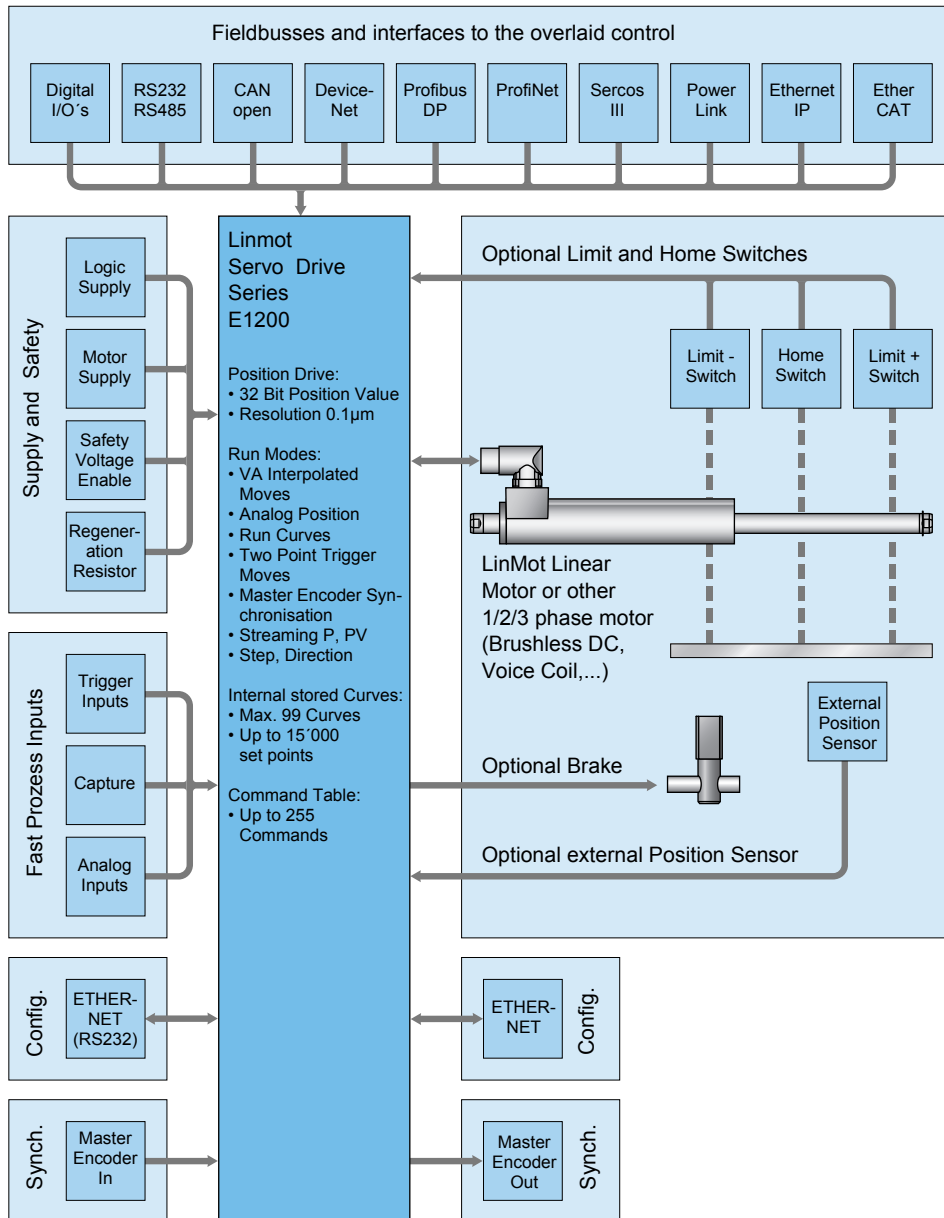 Fieldbusses and interfaces to the overlaid control
Digital
I/O´s
RS232
RS485
CAN
open
Device-
Net
Profibus
DP
ProfiNet
Sercos
III
Power
Link
Ethernet
IP
Ether
CAT
Supply and Safety
Logic
Supply
Motor
Supply
Safety
Voltage
Enable
Regener-
ation
Resistor
Fast Prozess Inputs
Trigger
Inputs
Capture
Analog
Inputs
Config.
ETHER-
NET
(RS232)
Synch.
Master
Encoder
In
Linmot
Servo Drive
Series
E1200
Position Drive:
• 32 Bit Position Value
• Resolution 0.1µm
Run Modes:
• VA Interpolated
Moves
• Analog Position
• Run Curves
• Two Point Trigger
Moves
• Master Encoder Syn-
chronisation
• Streaming P, PV
• Step, Direction
Internal stored Curves:
• Max. 99 Curves
• Up to 15´000
set points
Command Table:
• Up to 255
Commands
Optional Limit and Home Switches
Limit -
Switch
Home
Switch
Limit +
Switch
LinMot Linear
Motor or other
1/2/3 phase motor
(Brushless DC,
Voice Coil,...)
External
Position
Sensor
Optional Brake
Optional external Position Sensor
ETHER-
NET
Config.
Master
Encoder
Out
Synch.